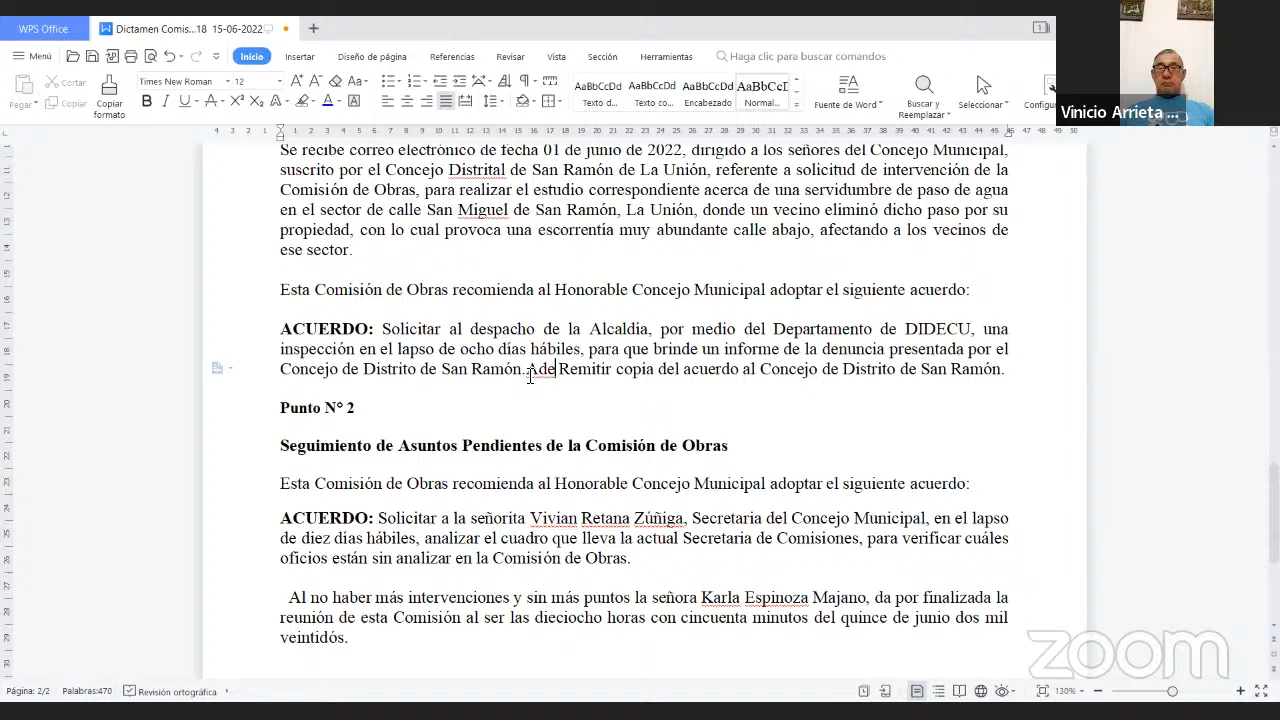 WPS Office
Dictamen Comis...18 15-06-2022
Menú
Inicio
Insertar
Diseño de página
Referencias
Revisar
Vista
Sección
Herramientas
Haga clic para buscar comandos
Pegar
Cortar
Copiar
Copiar formato
Times New Roman
12
AaBbCcDd
Texto d...
AaBbCcDd
Texto co...
AaBbCcDd
Encabezado
Normal...
Fuente de Word
Buscar y Reemplazar
Seleccionar
Vinicio Arrieta ...
Se recibe correo electrónico de fecha 01 de junio de 2022, dirigido a los señores del Concejo Municipal,
suscrito por el Concejo Distrital de San Ramón de La Unión, referente a solicitud de intervención de la
Comisión de Obras, para realizar el estudio correspondiente acerca de una servidumbre de paso de agua
en el sector de calle San Miguel de San Ramón, La Unión, donde un vecino eliminó dicho paso por su
propiedad, con lo cual provoca una escorrentía muy abundante calle abajo, afectando a los vecinos de
ese sector.
Esta Comisión de Obras recomienda al Honorable Concejo Municipal adoptar el siguiente acuerdo:
ACUERDO: Solicitar al despacho de la Alcaldía, por medio del Departamento de DIDECU, una
inspección en el lapso de ocho días hábiles, para que brinde un informe de la denuncia presentada por el
Concejo de Distrito de San Ramón..Ade Remitir copia del acuerdo al Concejo de Distrito de San Ramón.
Punto N° 2
Seguimiento de Asuntos Pendientes de la Comisión de Obras
Esta Comisión de Obras recomienda al Honorable Concejo Municipal adoptar el siguiente acuerdo:
ACUERDO: Solicitar a la señorita Vivian Retana Zúñiga, Secretaria del Concejo Municipal, en el lapso
de diez días hábiles, analizar el cuadro que lleva la actual Secretaria de Comisiones, para verificar cuáles
oficios están sin analizar en la Comisión de Obras.
Al no haber más intervenciones y sin más puntos la señora Karla Espinoza Majano, da por finalizada la
reunión de esta Comisión al ser las dieciocho horas con cincuenta minutos del quince de junio dos mil
veintidós.
zoom
Página: 2/2
Palabras:470
Revisión ortográfica
130%